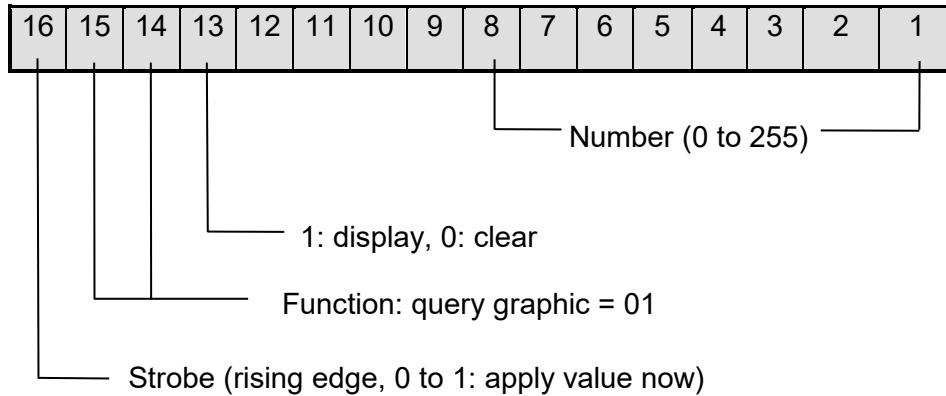 16 15 14 13 12 11 10 9 8 7 6 5 4 3 2 1
Number (0 to 255)
1: display, 0: clear
Function: query graphic = 01
Strobe (rising edge, 0 to 1: apply value now)